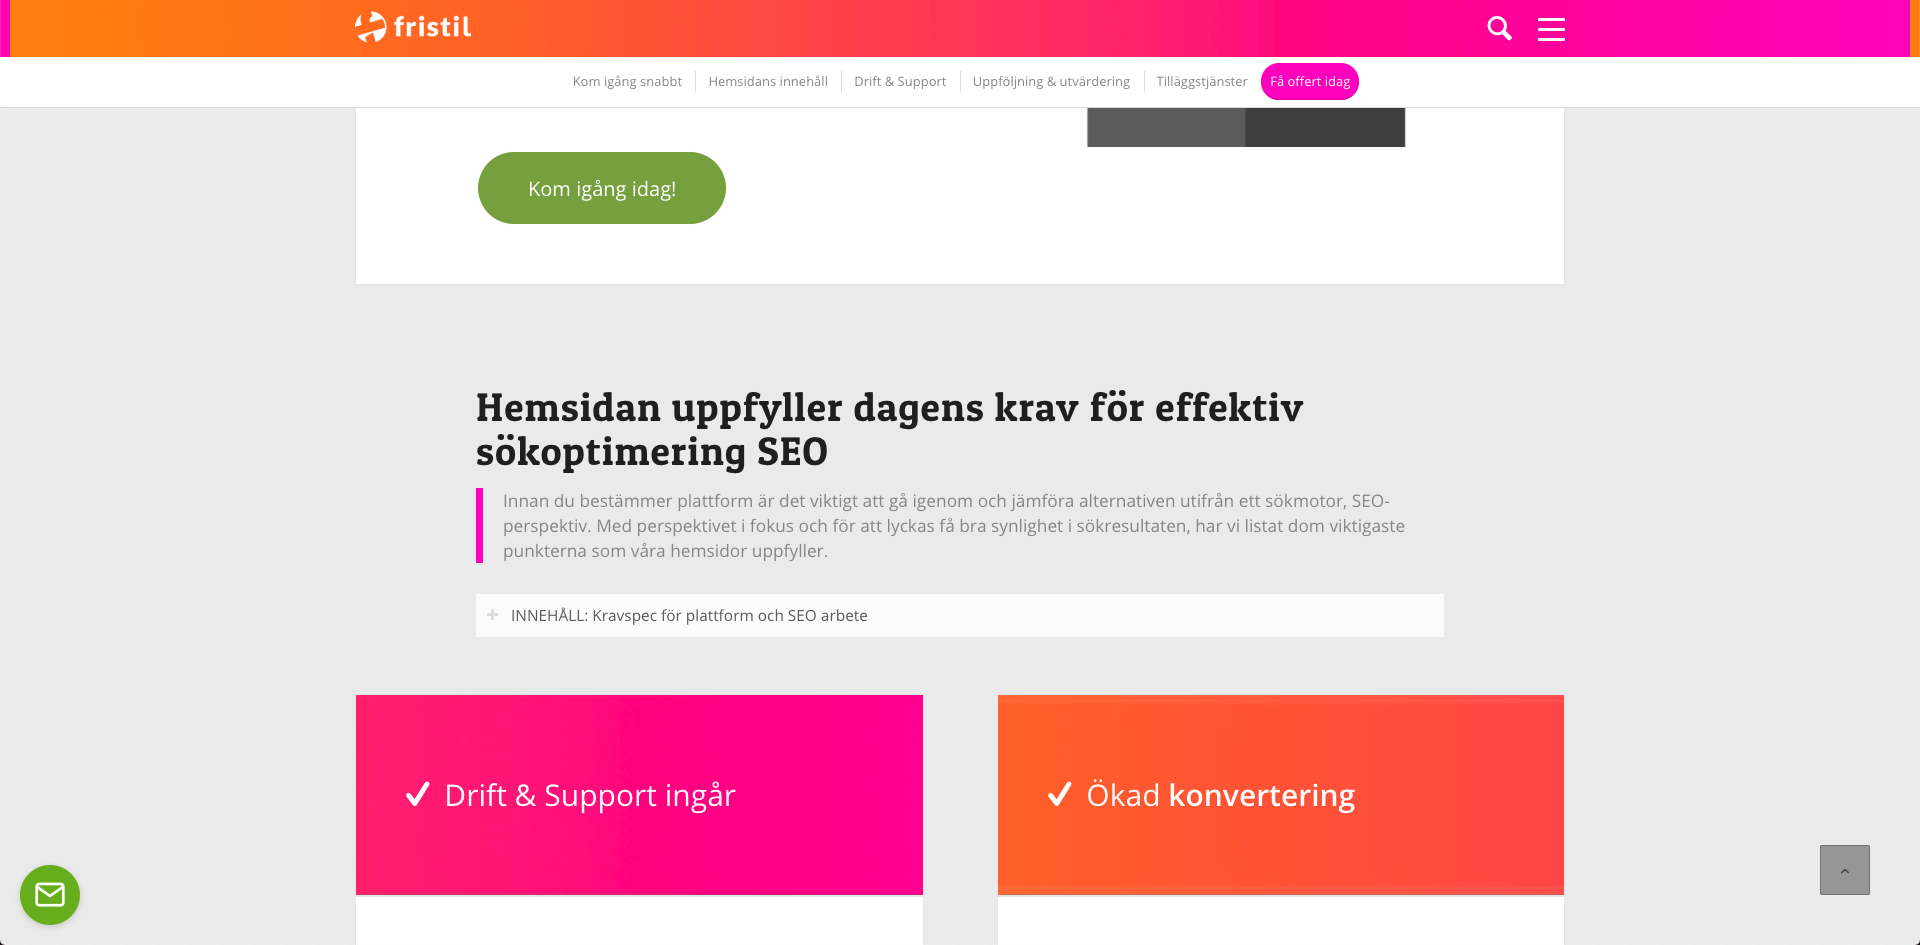 fristil
Kom igång snabbt
Hemsidans innehåll
Drift & Support
Uppföljning & utvärdering
Tilläggstjänster
Få offert idag
Kom igång idag!
Hemsidan uppfyller dagens krav för effektiv
sökoptimering SEO
Innan du bestämmer plattform är det viktigt att gå igenom och jämföra alternativen utifrån ett sökmotor, SEO-
perspektiv. Med perspektivet i fokus och för att lyckas få bra synlighet i sökresultaten, har vi listat dom viktigaste
punkterna som våra hemsidor uppfyller.
INNEHÅLL: Kravspec för plattform och SEO arbete
Drift & Support ingår
Ökad konvertering